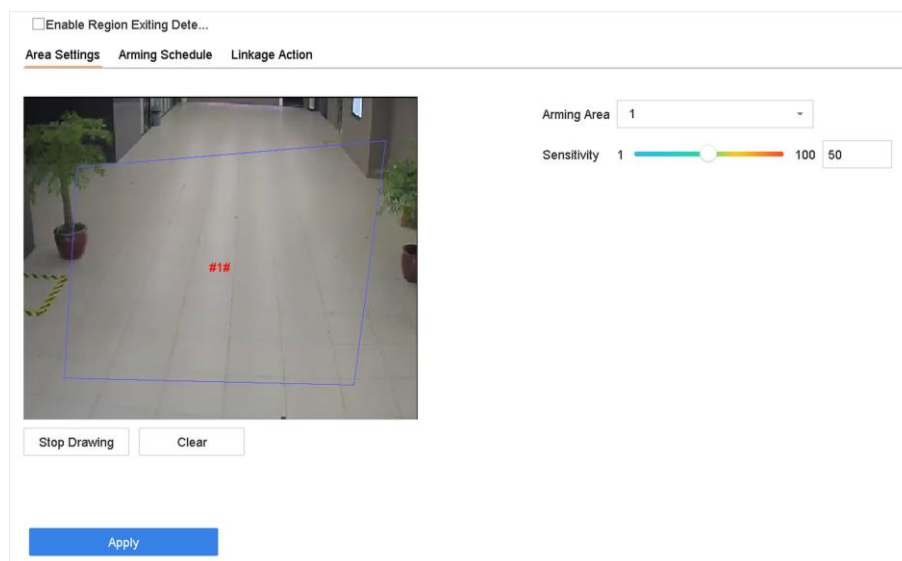 Enable Region Exiting Dete...
Area Settings Arming Schedule Linkage Action
Arming Area 1
Sensitivity 1 100 50
#1#
Stop Drawing Clear
Apply